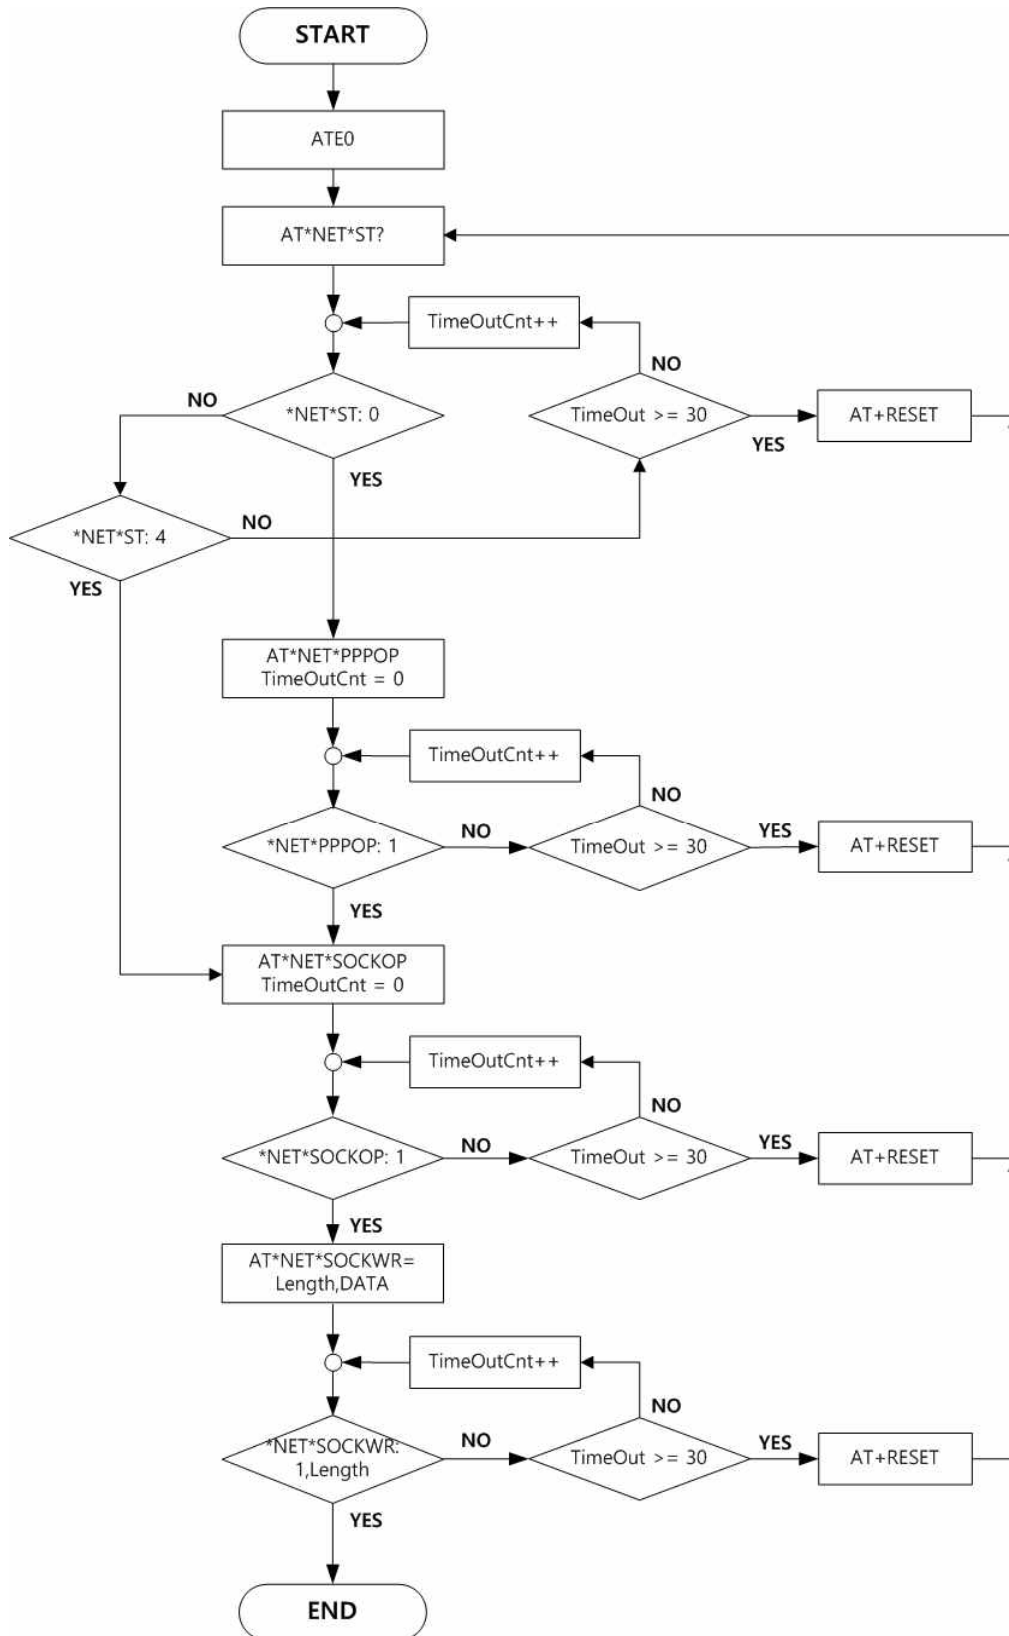 START
ATE0
AT*NET*ST?
TimeOutCnt++
NO
NO
*NET*ST: 0
TimeOut >= 30
AT+RESET
YES
YES
*NET*ST: 4
NO
YES
AT*NET*PPPOP
TimeOutCnt = 0
TimeOutCnt++
NO
*NET*PPPOP: 1
NO
TimeOut >= 30
YES
AT+RESET
YES
AT*NET*SOCKOP
TimeOutCnt = 0
TimeOutCnt++
NO
*NET*SOCKOP: 1
NO
TimeOut >= 30
YES
AT+RESET
YES
AT*NET*SOCKWR=
Length,DATA
TimeOutCnt++
NO
*NET*SOCKWR:
1,Length
NO
TimeOut >= 30
YES
AT+RESET
YES
END